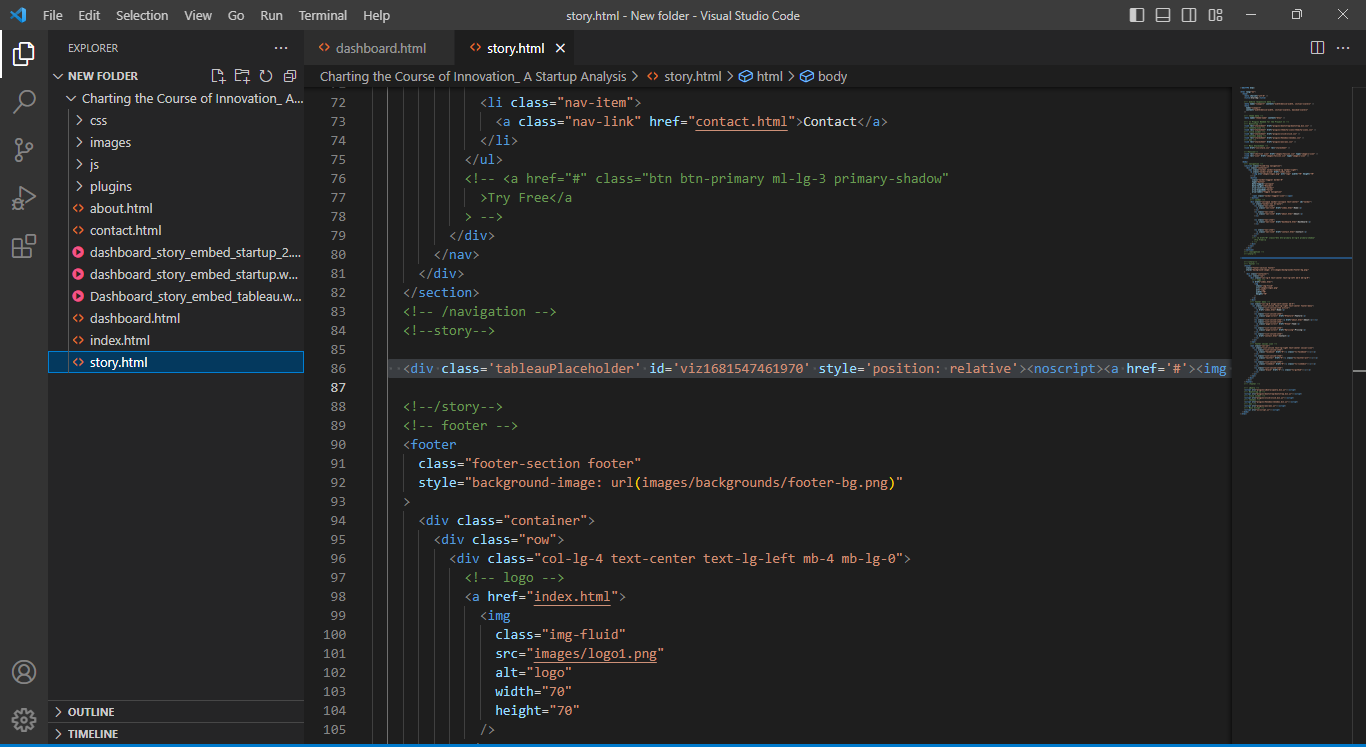 File Edit Selection View Go Run Terminal Help
story.html - New folder - Visual Studio Code
EXPLORER
NEW FOLDER
Charting the Course of Innovation_ A...
css
images
js
plugins
about.html
contact.html
dashboard_story_embed_startup_2....
dashboard_story_embed_startup.w...
Dashboard_story_embed_tableau.w...
dashboard.html
index.html
story.html
OUTLINE
TIMELINE
dashboard.html
story.html
Charting the Course of Innovation_ A Startup Analysis > story.html > html > body
72 <li class="nav-item">
73 <a class="nav-link" href="contact.html">Contact</a>
74 </li>
75 </ul>
76 <!-- <a href="#" class="btn btn-primary ml-lg-3 primary-shadow"
77 >Try Free</a
78 > -->
79 </div>
80 </nav>
81 </div>
82 </section>
83 <!-- /navigation -->
84 <!--story-->
85
86 <div class='tableauPlaceholder' id='viz1681547461970' style='position: relative'><noscript><a href='#'><img
87
88 <!--/story-->
89 <!-- footer -->
90 <footer
91 class="footer-section footer"
92 style="background-image: url(images/backgrounds/footer-bg.png)"
93 >
94 <div class="container">
95 <div class="row">
96 <div class="col-lg-4 text-center text-lg-left mb-4 mb-lg-0">
97 <!-- logo -->
98 <a href="index.html">
99 <img
100 class="img-fluid"
101 src="images/logo1.png"
102 alt="logo"
103 width="70"
104 height="70"
105 />